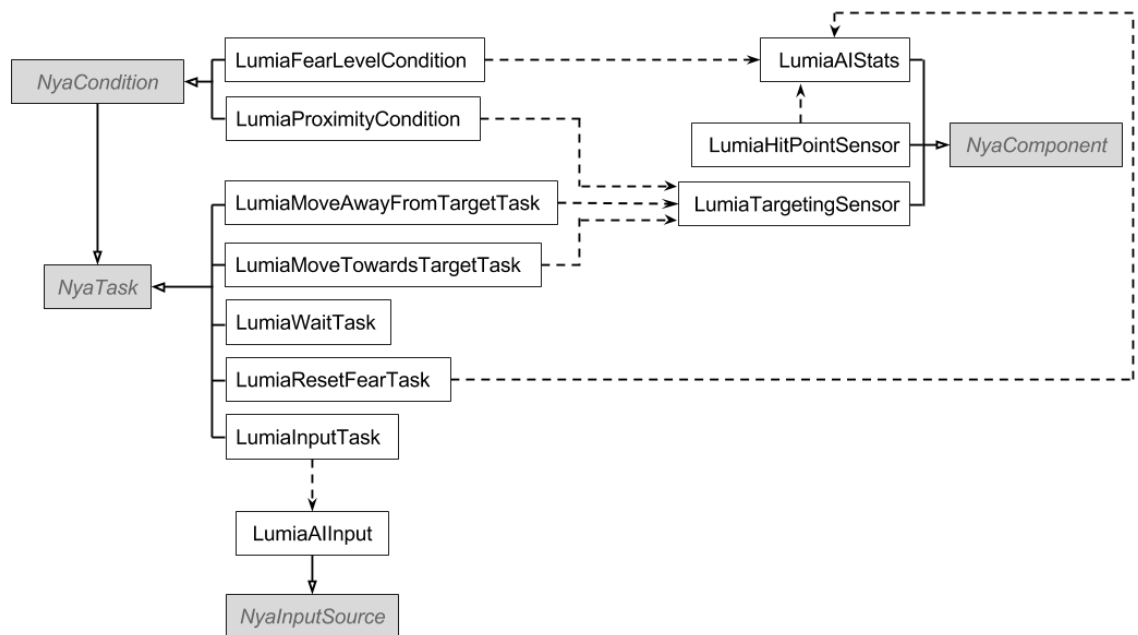 LumiaFearLevelCondition
LumiaAIStats
NyaCondition
LumiaProximityCondition
LumiaHitPointSensor
NyaComponent
LumiaMoveAwayFromTargetTask
LumiaTargetingSensor
LumiaMoveTowardsTargetTask
NyaTask
LumiaWaitTask
LumiaResetFearTask
LumiaInputTask
LumiaAIInput
NyaInputSource